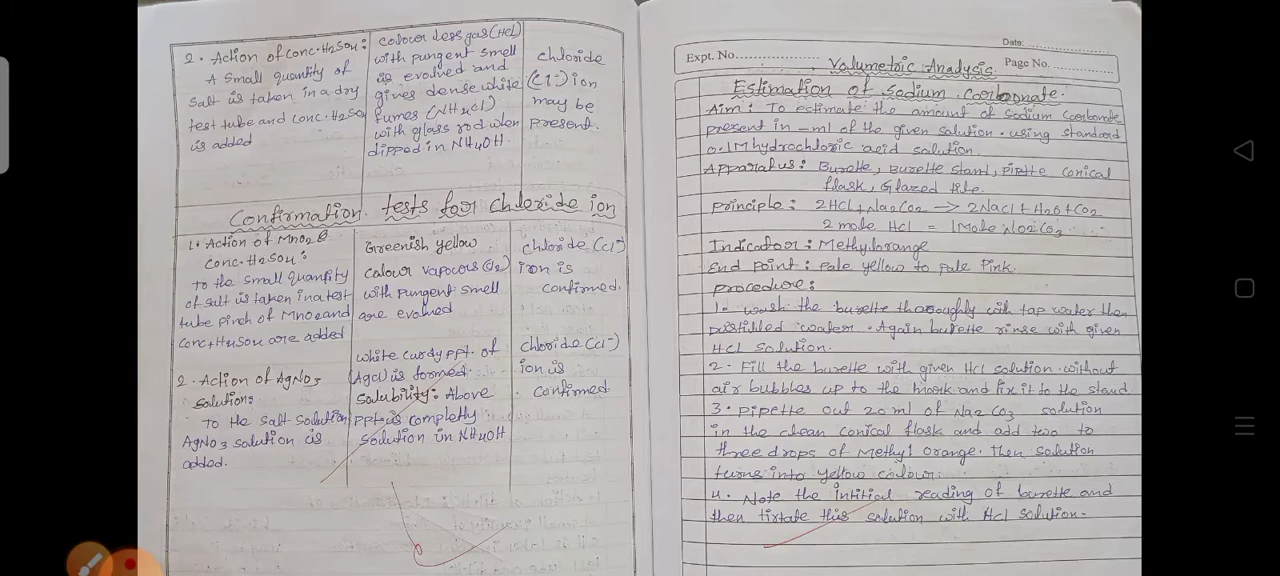 2. Action of Conc. H2SO4:
A Small quantity of
Salt is taken in a dry
test tube and Conc. H2SO4
is added
colour less gas (HCl)
with pungent smell
is evolved and
gives dense white
fumes (NH4Cl)
with glass rod when
dipped in NH4OH.
chloride
(Cl-) ion
may be
present.
Confirmation tests for Chloride ion
1. Action of MnO2 &
Conc. H2SO4:
To the small quantity
of salt is taken in a test
tube pinch of MnO2 and
Conc H2SO4 are added
Greenish yellow
Colour vapours (Cl2)
with Pungent smell
are evolved
chloride (Cl-)
ion is
confirmed.
2. Action of AgNO3
Solution:
To the Salt Solution
AgNO3 solution is
added.
White curdy ppt. of
(AgCl) is formed.
Solubility: Above
ppt is completly
Solution in NH4OH
Chloride (Cl-)
ion is
confirmed
Date:
Expt. No.
Page No.
Volumetric Analysis
Estimation of Sodium Carbonate.
Aim: To estimate the amount of Sodium Carbonate
present in -ml of the given solution. using standard
0.1M hydrochloric acid solution.
Apparatus: Burette, Burette stand, Pipette conical
flask, Glazed tile.
Principle: 2HCl + Na2CO2 → 2NaCl + H2O + CO2
2 mole HCl = 1 Mole Na2CO3
Indicator: Methyl orange
End point: pale yellow to pale Pink.
Procedure:
1. wash the burette thoroughly with tap water then
Distilled water. Again burette rinse with given
HCl solution.
2. Fill the burette with given HCl solution without
air bubbles up to the mark and fix it to the stand
3. Pipette out 20 ml of Na2CO3 solution
in the clean conical flask and add two to
three drops of Methyl orange. then solution
turns into yellow colour.
4. Note the intitial reading of burette and
then tirtate this solution with HCl solution.